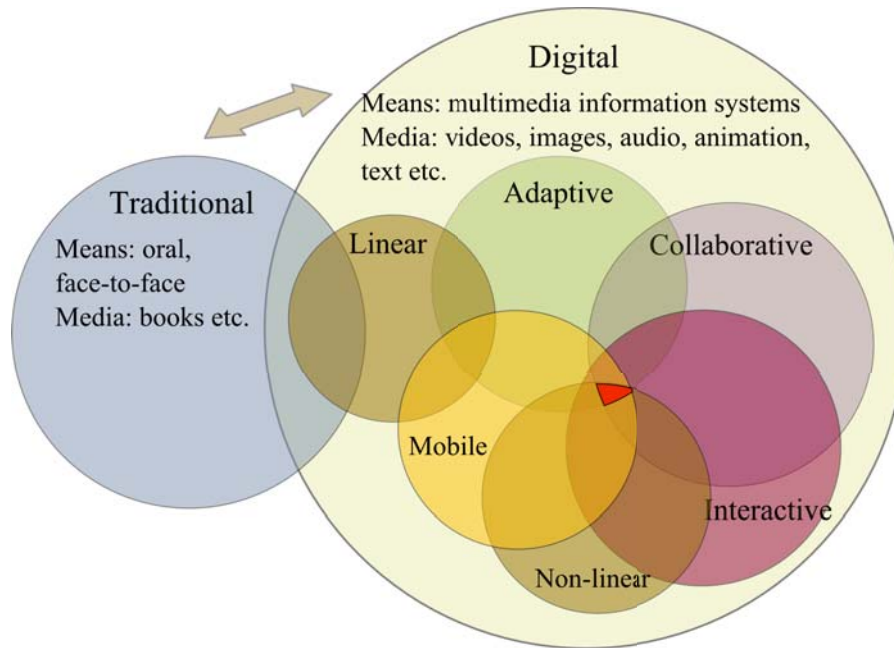 Digital
Means: multimedia information systems
Media: videos, images, audio, animation,
text etc.
Traditional
Means: oral,
face-to-face
Media: books etc.
Linear
Adaptive
Collaborative
Mobile
Interactive
Non-linear